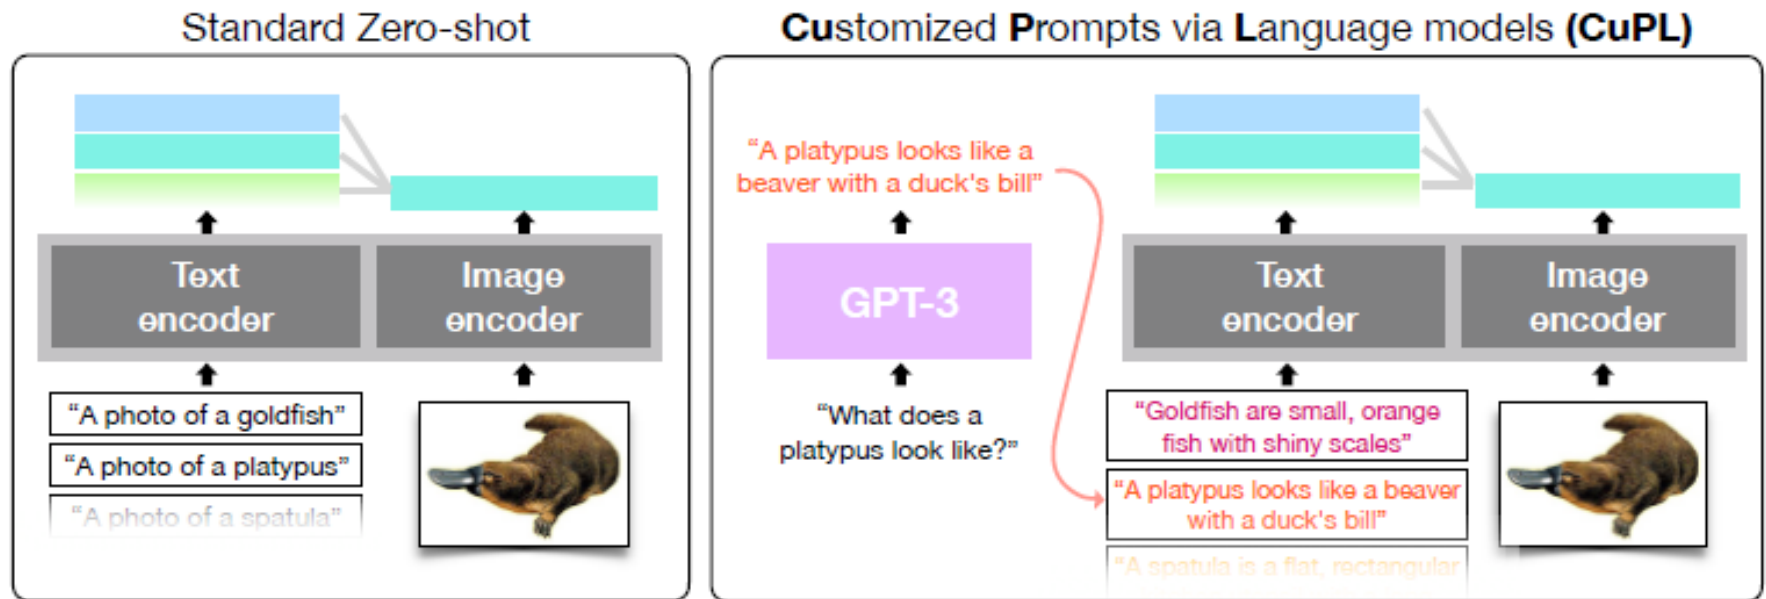 Standard Zero-shot
Text
encoder
Image
encoder
“A photo of a goldfish”
“A photo of a platypus”
“A photo of a spatula”
Customized Prompts via Language models (CuPL)
“A platypus looks like a
beaver with a duck's bill”
GPT-3
“What does a
platypus look like?”
Text
encoder
Image
encoder
“Goldfish are small, orange
fish with shiny scales”
“A platypus looks like a beaver
with a duck's bill”
“A spatula is a flat, rectangular